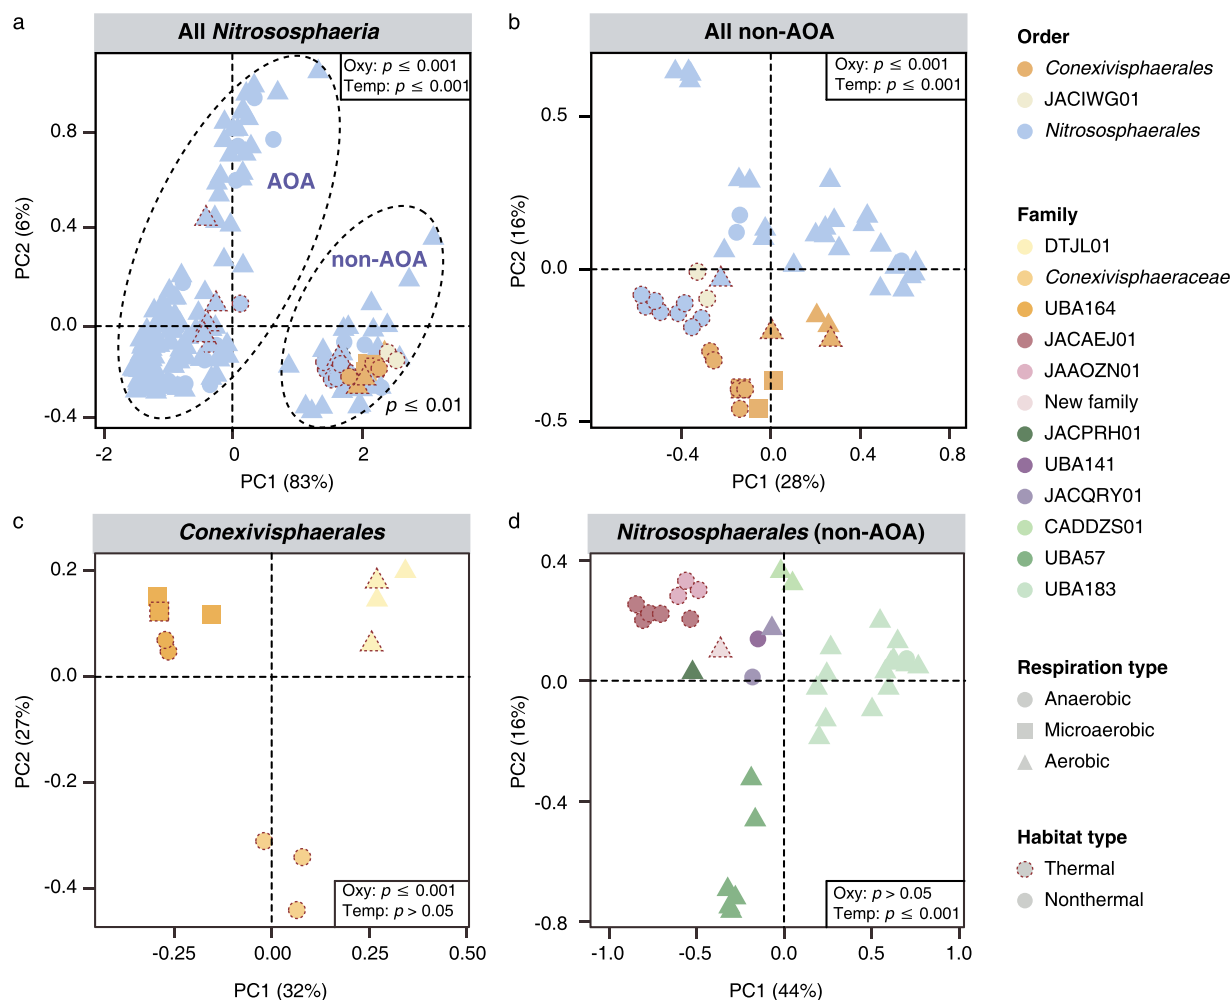 a
All Nitrososphaeria
Oxy: p ≤ 0.001
Temp: p ≤ 0.001
AOA
non-AOA
p ≤ 0.01
0.8
0.4
0.0
-0.4
PC2 (6%)
-2
0
2
PC1 (83%)
b
All non-AOA
Oxy: p ≤ 0.001
Temp: p ≤ 0.001
0.5
0.0
-0.5
PC2 (16%)
-0.4
0.0
0.4
0.8
PC1 (28%)
c
Conexivisphaerales
0.2
0.0
-0.2
-0.4
PC2 (27%)
Oxy: p ≤ 0.001
Temp: p > 0.05
-0.25
0.00
0.25
0.50
PC1 (32%)
d
Nitrososphaerales (non-AOA)
0.4
0.0
-0.4
-0.8
PC2 (16%)
Oxy: p > 0.05
Temp: p ≤ 0.001
-1.0
-0.5
0.0
0.5
1.0
PC1 (44%)
Order
Conexivisphaerales
JACIWG01
Nitrososphaerales
Family
DTJL01
Conexivisphaeraceae
UBA164
JACAEJ01
JAAOZN01
New family
JACPRH01
UBA141
JACQRY01
CADDZS01
UBA57
UBA183
Respiration type
Anaerobic
Microaerobic
Aerobic
Habitat type
Thermal
Nonthermal